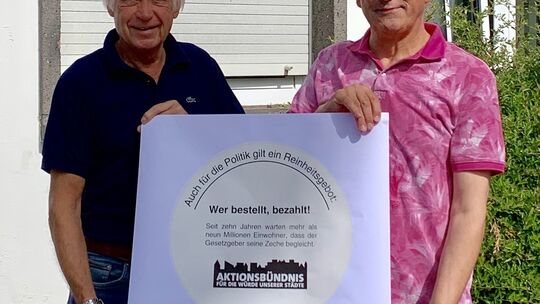 Auch für die Politik gilt ein Reinheitsgebot:
Wer bestellt, bezahlt!
Seit zehn Jahren warten mehr als
neun Millionen Einwohner, dass der
Gesetzgeber seine Zeche begleicht.
AKTIONSBÜNDNIS
FÜR DIE WÜRDE UNSERER STÄDTE